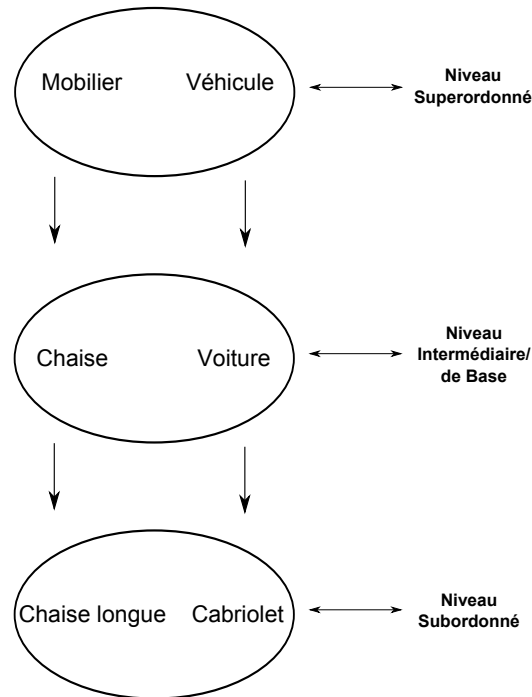 Mobilier Véhicule
Niveau
Superordonné
Chaise Voiture
Niveau
Intermédiaire/
de Base
Chaise longue Cabriolet
Niveau
Subordonné